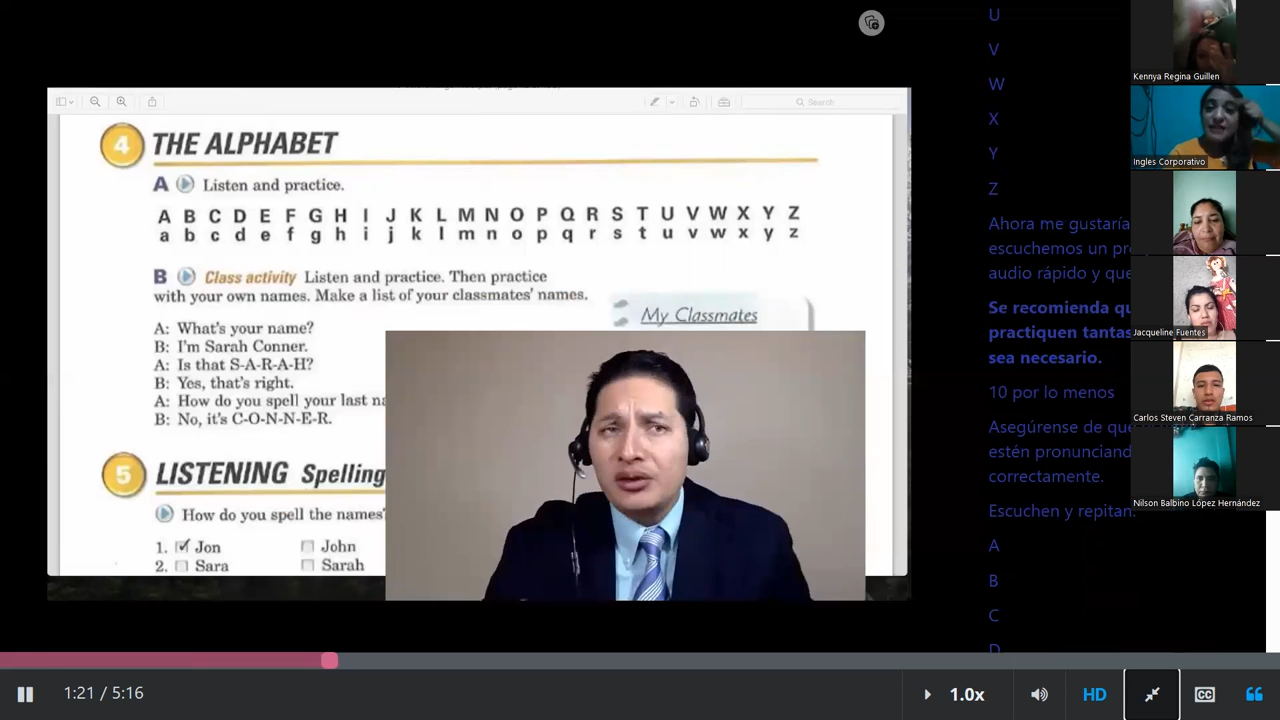 Search
4 THE ALPHABET
A Listen and practice.
A B C D E F G H I J K L M N O P Q R S T U V W X Y Z
a b c d e f g h i j k l m n o p q r s t u v w x y z
B Class activity Listen and practice. Then practice
with your own names. Make a list of your classmates' names.
My Classmates
A: What's your name?
B: I'm Sarah Conner.
A: Is that S-A-R-A-H?
B: Yes, that's right.
A: How do you spell your last
B: No, it's C-O-N-N-E-R.
5 LISTENING Spelling
How do you spell the names?
1. Jon John
2. Sara Sarah
U
V
W
X
Y
Z
Ahora me gustaría
escuchemos un
audio rápido y que
Se recomienda
practiquen tantas
sea necesario.
10 por lo menos
Asegúrense de
estén
correctamente.
Escuchen y repitan.
A
B
C
D
Kennya Regina Guillen
Ingles Corporativo
Jacqueline Fuentes
Carlos Steven Carranza Ramos
Nilson Balbino López Hernández
1:21 / 5:16
1.0x
HD
CC